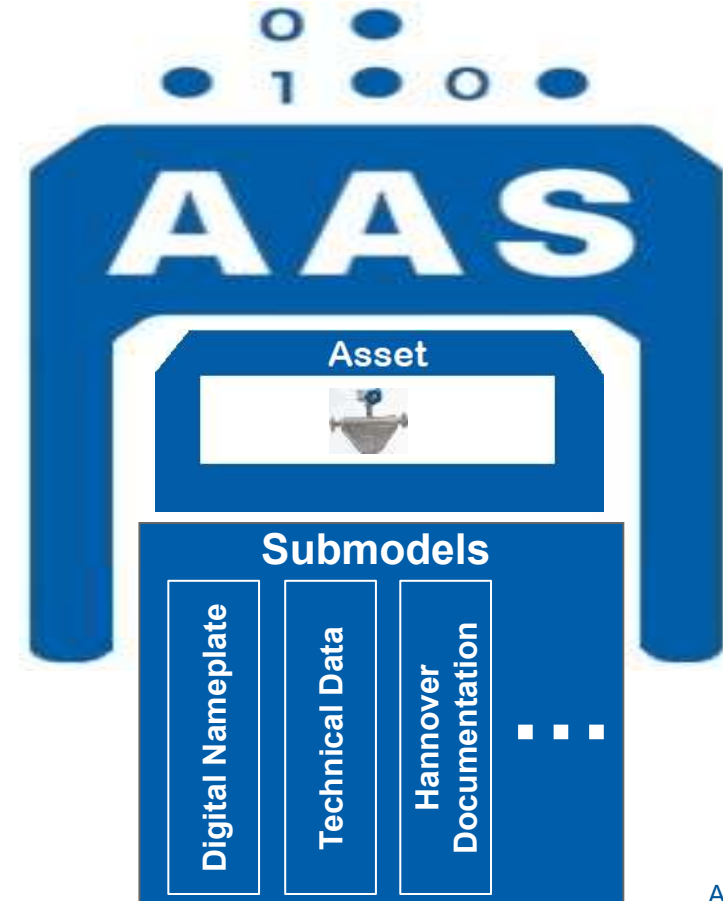 0
1 0
AAS
Asset
Submodels
Digital Nameplate
Technical Data
Hannover
Documentation
...
A